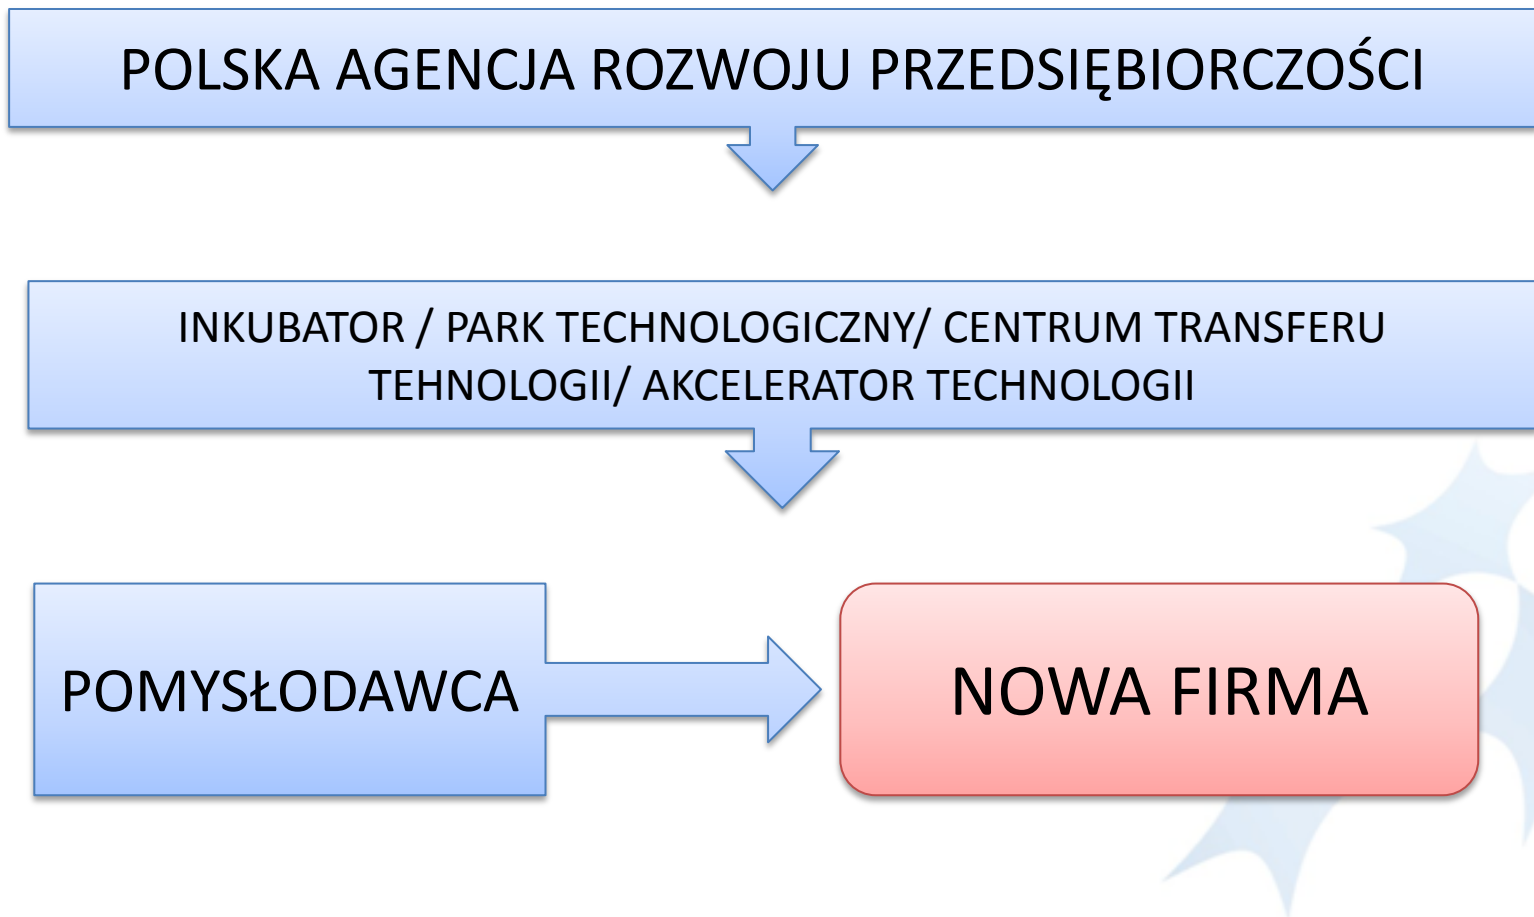 POLSKA AGENCJA ROZWOJU PRZEDSIĘBIORCZOŚCI
INKUBATOR / PARK TECHNOLOGICZNY/ CENTRUM TRANSFERU
TEHNOLOGII/ AKCELERATOR TECHNOLOGII
POMYSŁODAWCA
NOWA FIRMA